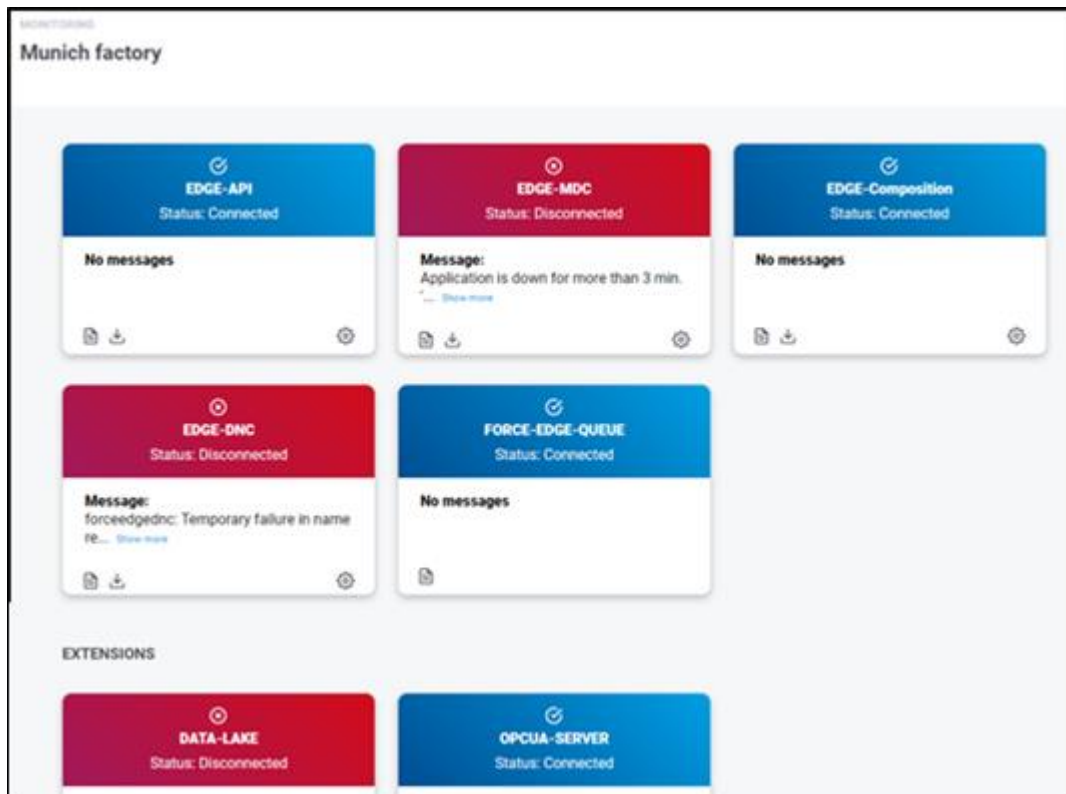 MONITORING
Munich factory
EDGE-API
Status: Connected
No messages
EDGE-MDC
Status: Disconnected
Message:
Application is down for more than 3 min.
'... Show more
EDGE-Composition
Status: Connected
No messages
EDGE-DNC
Status: Disconnected
Message:
forceedgednc: Temporary failure in name
re... Show more
FORCE-EDGE-QUEUE
Status: Connected
No messages
EXTENSIONS
DATA-LAKE
Status: Disconnected
OPCUA-SERVER
Status: Connected